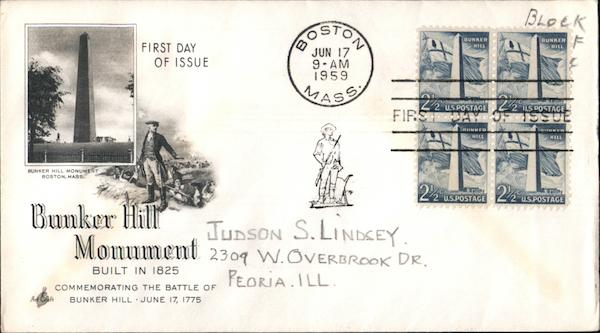 FIRST DAY
OF ISSUE
BUNKER HILL MONUMENT
BOSTON, MASS.
Bunker Hill
Monument
BUILT IN 1825
COMMEMORATING THE BATTLE OF
BUNKER HILL · JUNE 17, 1775
ArtCraft
BOSTON
JUN 17
9-AM
1959
MASS.
BLOCK
FIRST DAY OF ISSUE
BUNKER HILL
2½¢ U.S. POSTAGE
BUNKER HILL
2½¢ U.S. POSTAGE
BUNKER HILL
2½¢ U.S. POSTAGE
BUNKER HILL
2½¢ U.S. POSTAGE
JUDSON S. LINDSEY.
2309 W. OVERBROOK DR.
PEORIA. ILL.